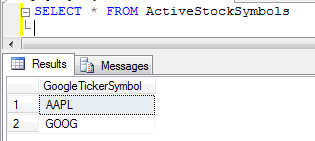 SELECT * FROM ActiveStockSymbols
Results Messages
GoogleTickerSymbol
1 AAPL
2 GOOG